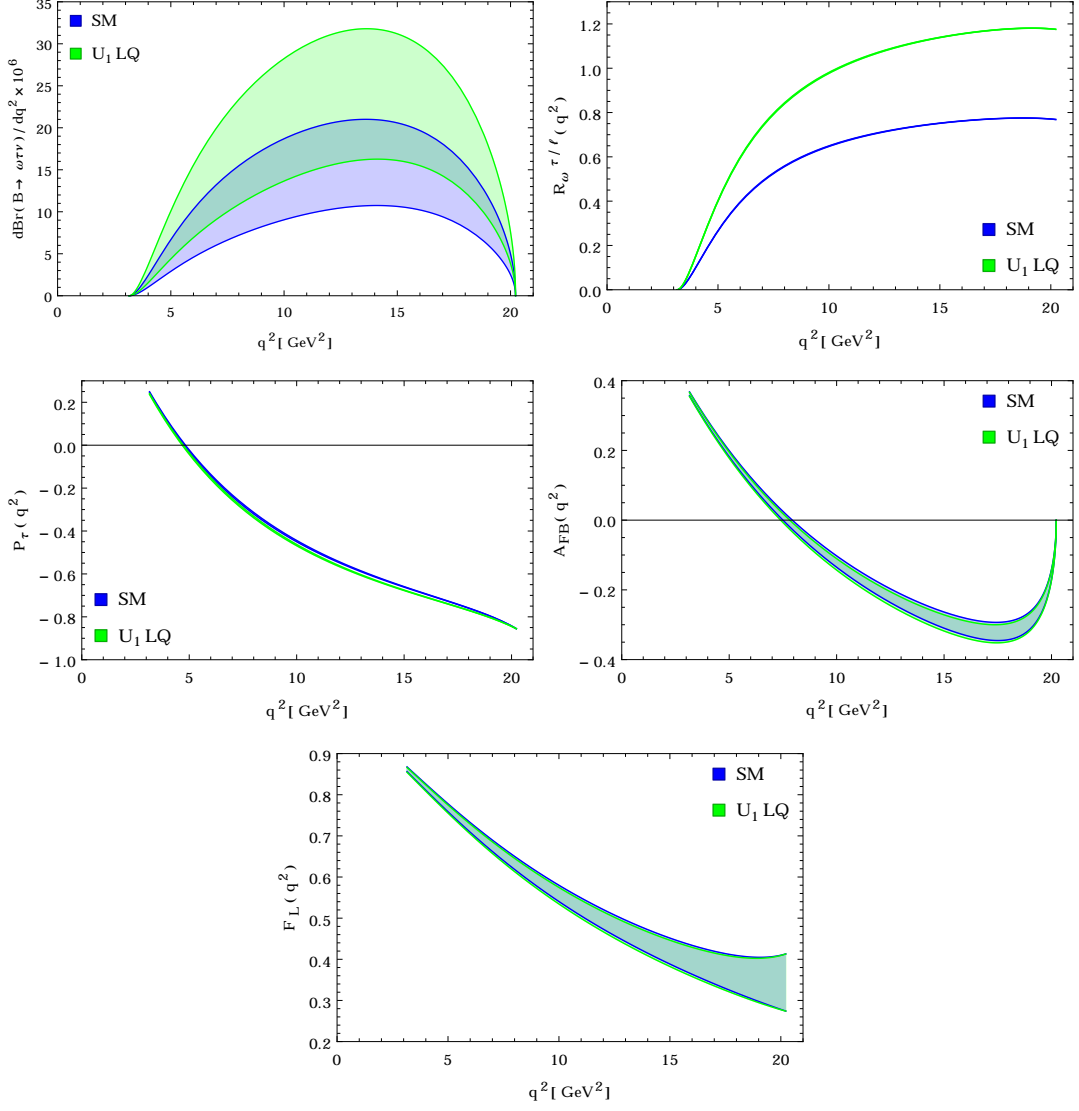 SM
U₁ LQ
dBr( B → ωτν ) / dq² × 10⁶
35
30
25
20
15
10
5
0
0 5 10 15 20
q² [ GeV² ]
SM
U₁ LQ
R_ω τ / ℓ ( q² )
1.2
1.0
0.8
0.6
0.4
0.2
0.0
0 5 10 15 20
q² [ GeV² ]
SM
U₁ LQ
P_τ ( q² )
0.2
0.0
− 0.2
− 0.4
− 0.6
− 0.8
− 1.0
0 5 10 15 20
q² [ GeV² ]
SM
U₁ LQ
A_FB ( q² )
0.4
0.2
0.0
− 0.2
− 0.4
0 5 10 15 20
q² [ GeV² ]
SM
U₁ LQ
F_L ( q² )
0.9
0.8
0.7
0.6
0.5
0.4
0.3
0.2
0 5 10 15 20
q² [ GeV² ]